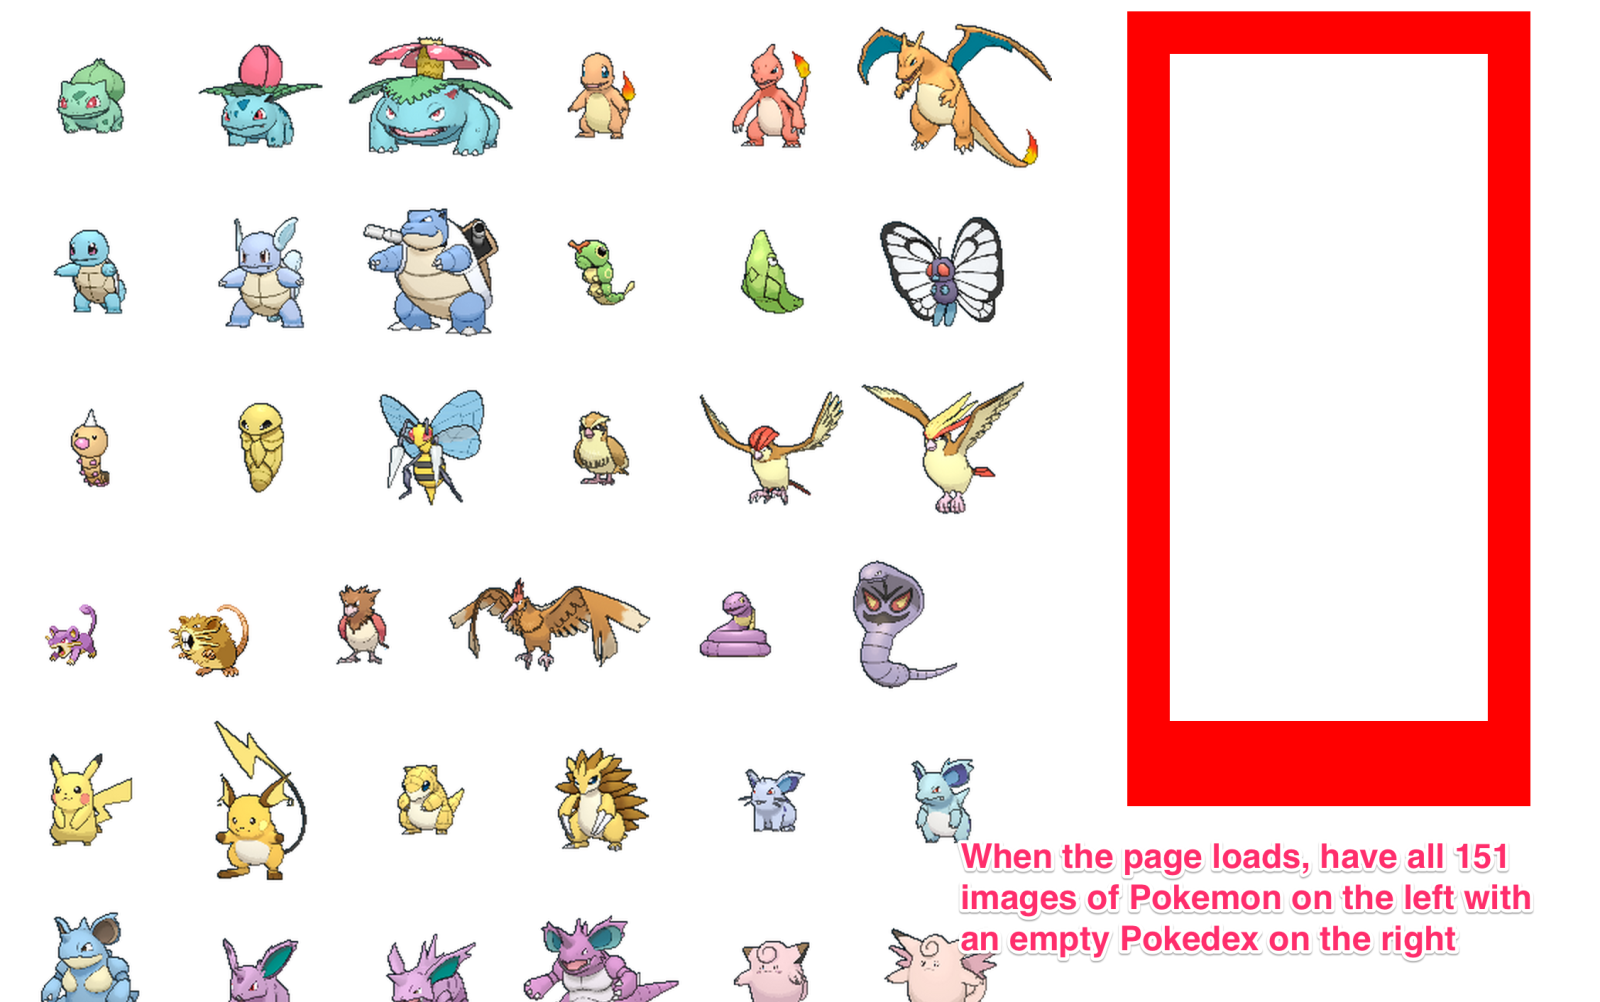 When the page loads, have all 151
images of Pokemon on the left with
an empty Pokedex on the right